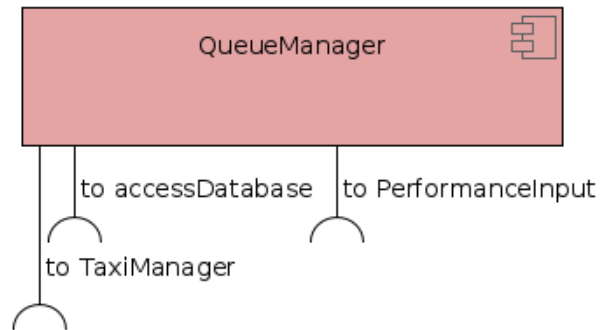 QueueManager
to accessDatabase
to PerformanceInput
to TaxiManager